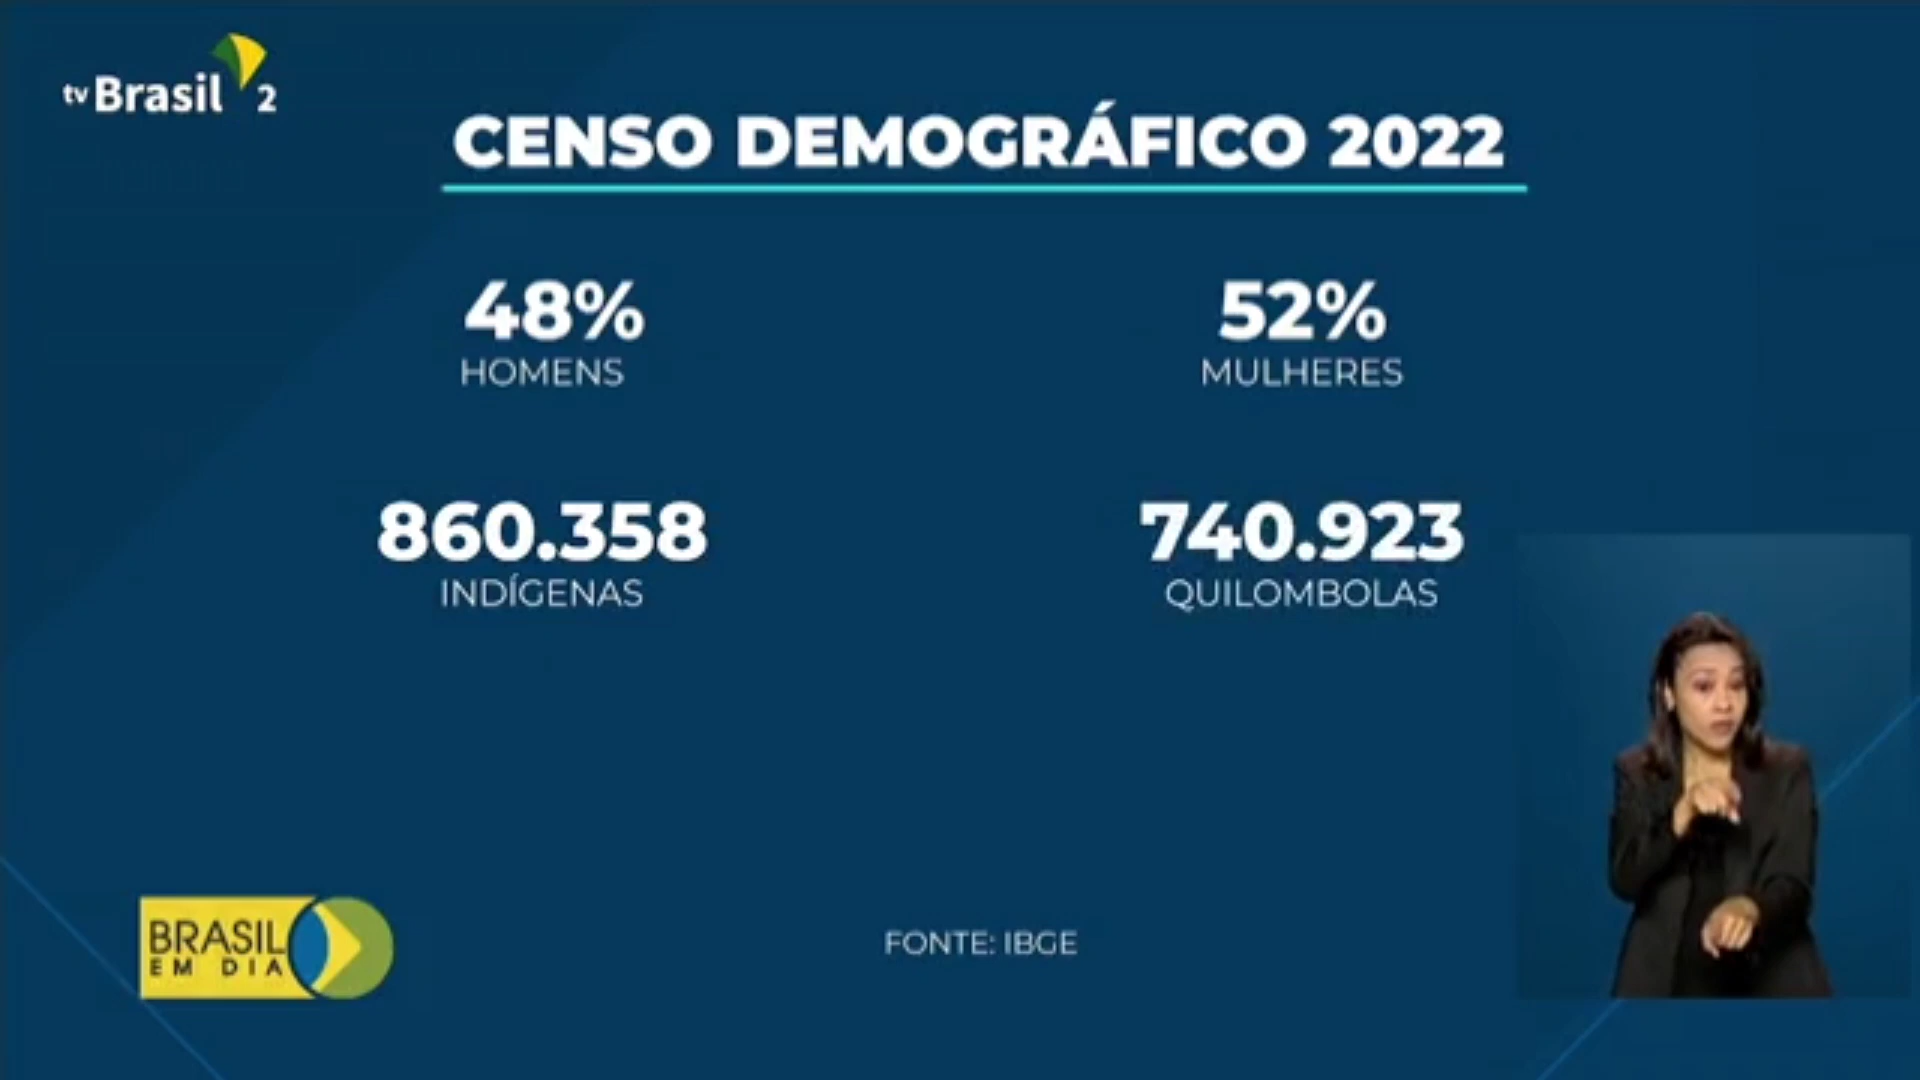 tv Brasil 2
CENSO DEMOGRÁFICO 2022
48%
HOMENS
52%
MULHERES
860.358
INDÍGENAS
740.923
QUILOMBOLAS
BRASIL
EM DIA
FONTE: IBGE